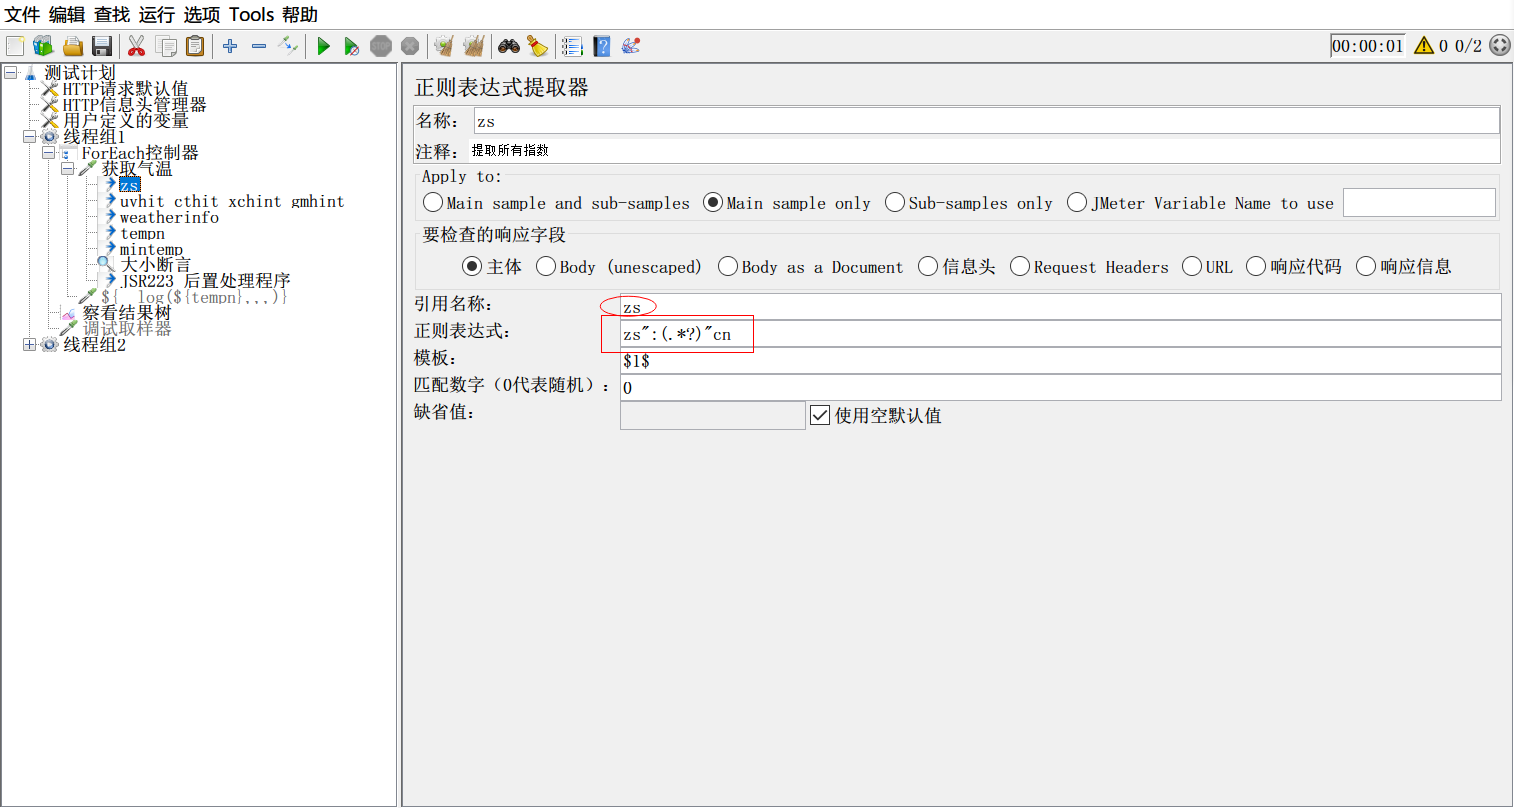 文件 编辑 查找 运行 选项 Tools 帮助
STOP
00:00:01 0 0/2
测试计划
HTTP请求默认值
HTTP信息头管理器
用户定义的变量
线程组1
ForEach控制器
获取气温
zs
uvhit cthit xchint gmhint
weatherinfo
tempn
mintemp
大小断言
JSR223 后置处理程序
${__log(${tempn},,,)}
察看结果树
调试取样器
线程组2
正则表达式提取器
名称： zs
注释： 提取所有指数
Apply to:
Main sample and sub-samples Main sample only Sub-samples only JMeter Variable Name to use
要检查的响应字段
主体 Body (unescaped) Body as a Document 信息头 Request Headers URL 响应代码 响应信息
引用名称： zs
正则表达式： zs":(.*?)"cn
模板： $1$
匹配数字（0代表随机）： 0
缺省值： 使用空默认值